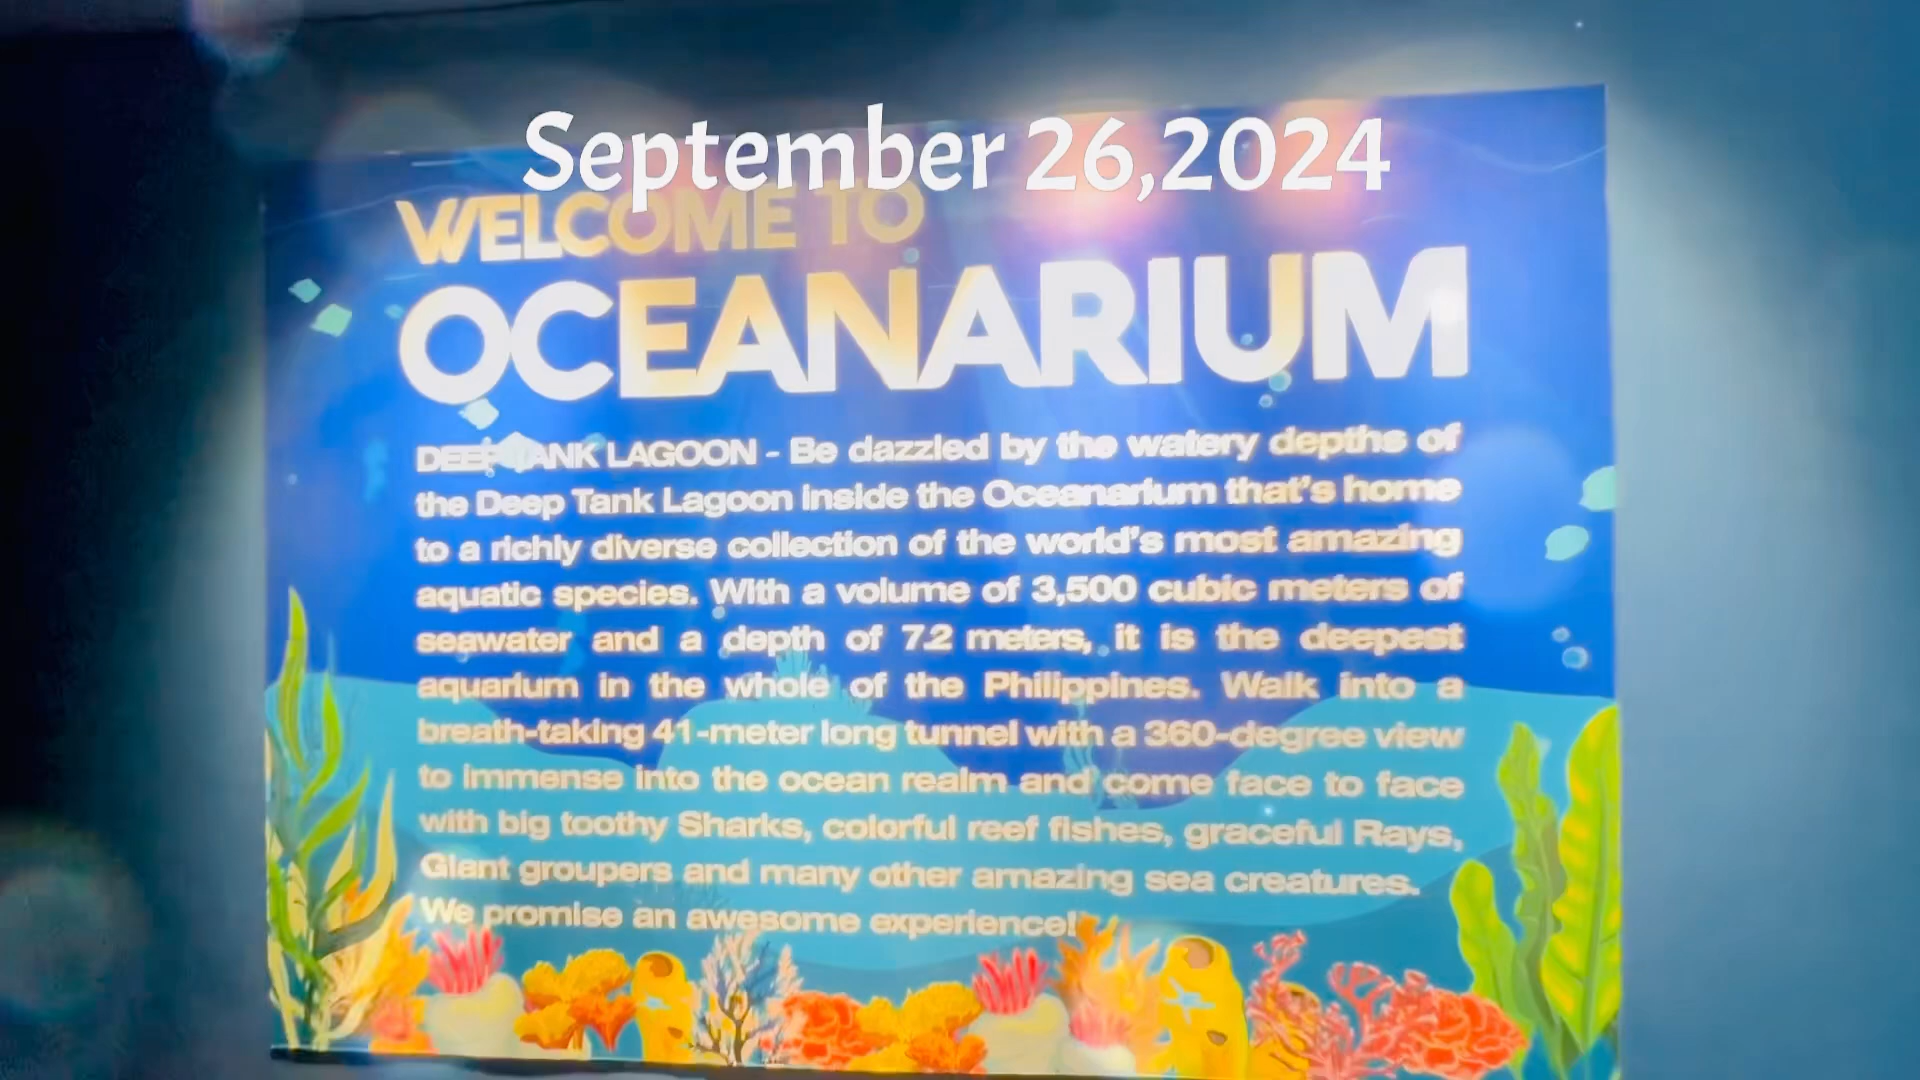 September 26,2024
WELCOME TO
OCEANARIUM
DEEP TANK LAGOON - Be dazzled by the watery depths of
the Deep Tank Lagoon inside the Oceanarium that's home
to a richly diverse collection of the world's most amazing
aquatic species. With a volume of 3,500 cubic meters of
seawater and a depth of 7.2 meters, it is the deepest
aquarium in the whole of the Philippines. Walk into a
breath-taking 41-meter long tunnel with a 360-degree view
to immense into the ocean realm and come face to face
with big toothy Sharks, colorful reef fishes, graceful Rays,
Giant groupers and many other amazing sea creatures.
We promise an awesome experience!